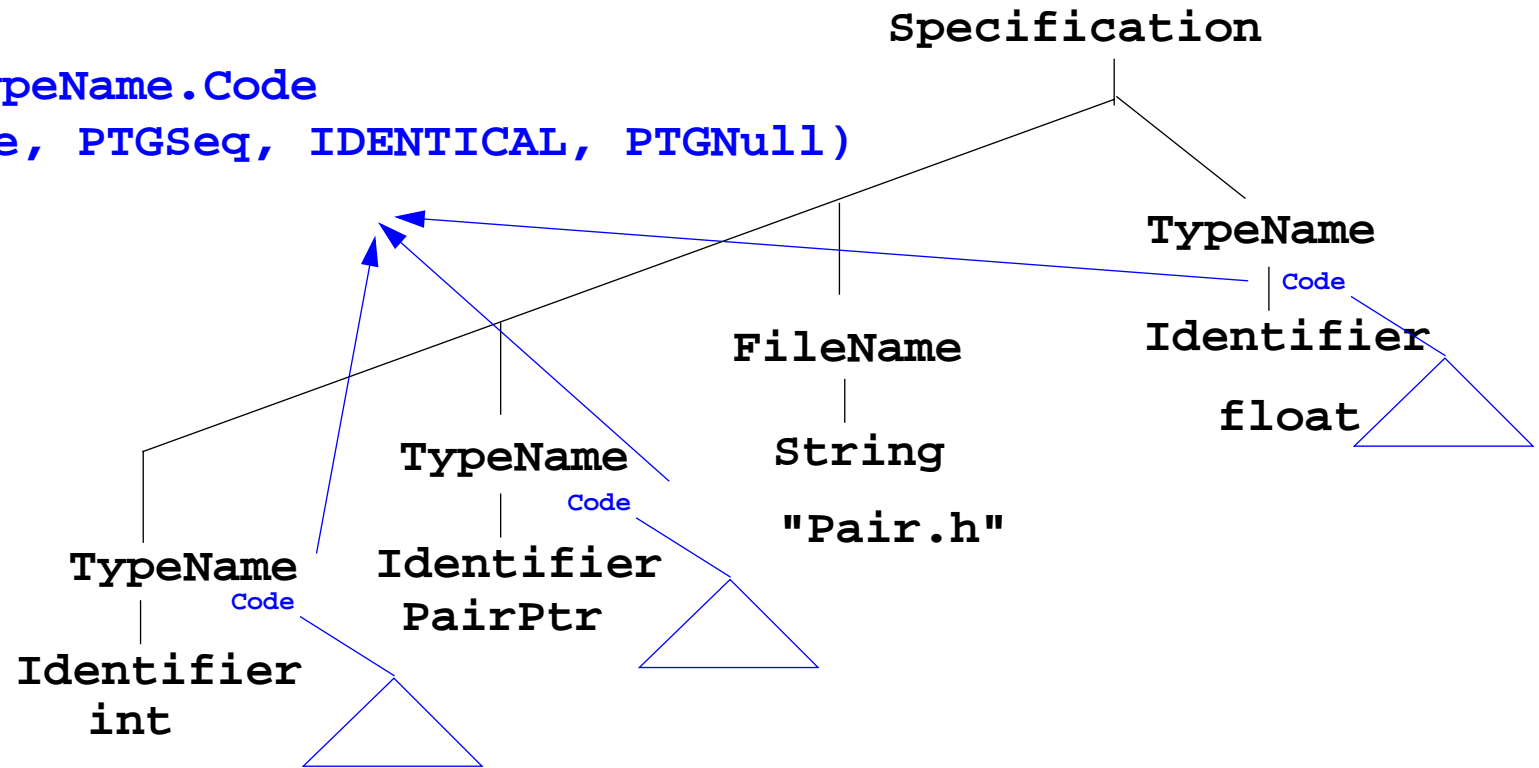 Specification
peName.Code
e, PTGSeq, IDENTICAL, PTGNull)
TypeName
Code
Identifier
float
FileName
String
"Pair.h"
TypeName
Code
Identifier
PairPtr
TypeName
Code
Identifier
int